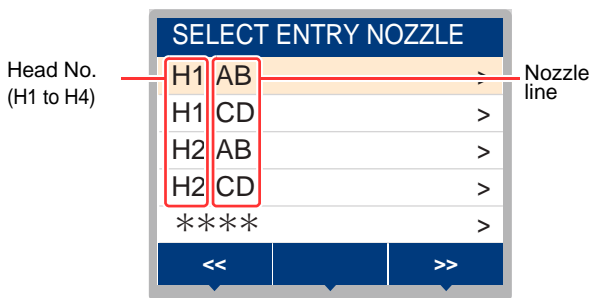 SELECT ENTRY NOZZLE
Head No.
(H1 to H4)
H1 AB >
Nozzle
line
H1 CD >
H2 AB >
H2 CD >
**** >
<< >>